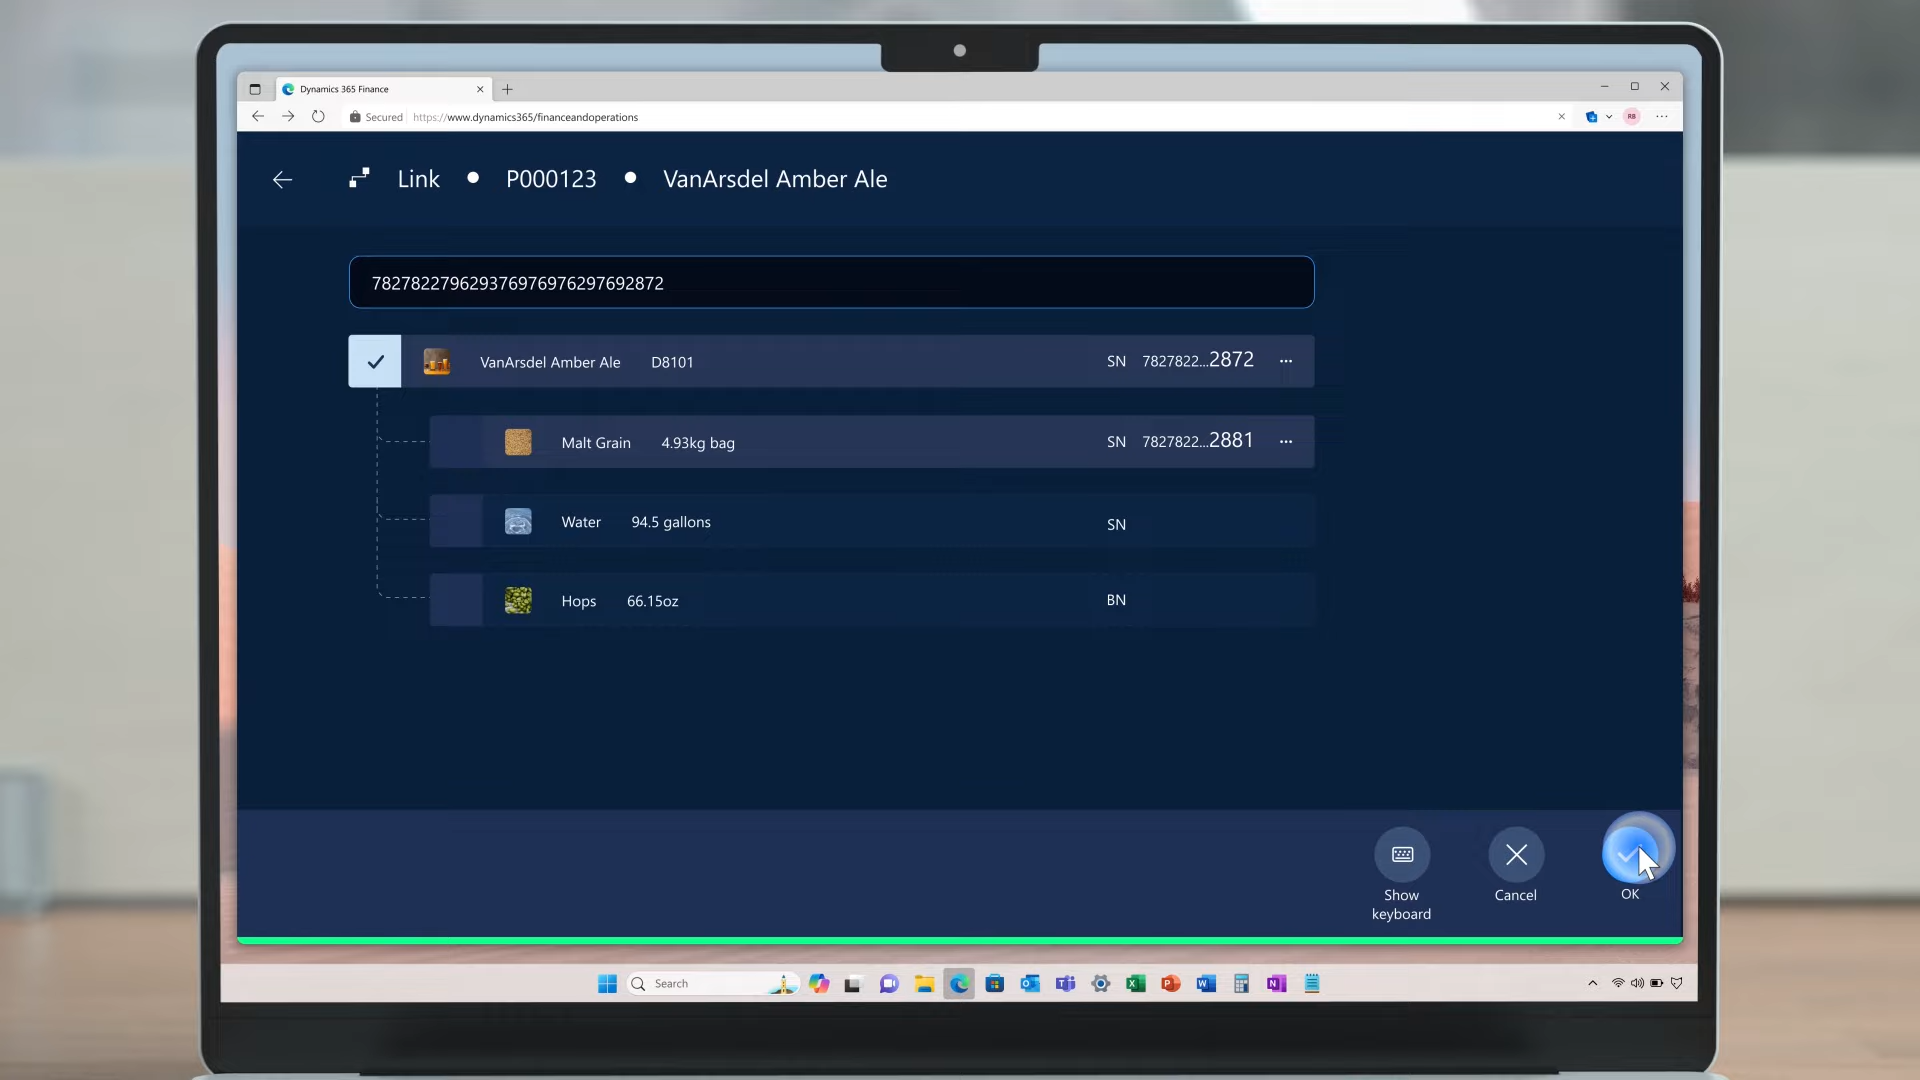 Dynamics 365 Finance
Secured https://www.dynamics365/financeandoperations
RB
Link • P000123 • VanArsdel Amber Ale
782782279629376976976297692872
VanArsdel Amber Ale D8101 SN 7827822...2872
Malt Grain 4.93kg bag SN 7827822...2881
Water 94.5 gallons SN
Hops 66.15oz BN
Show
keyboard
Cancel
OK
Search